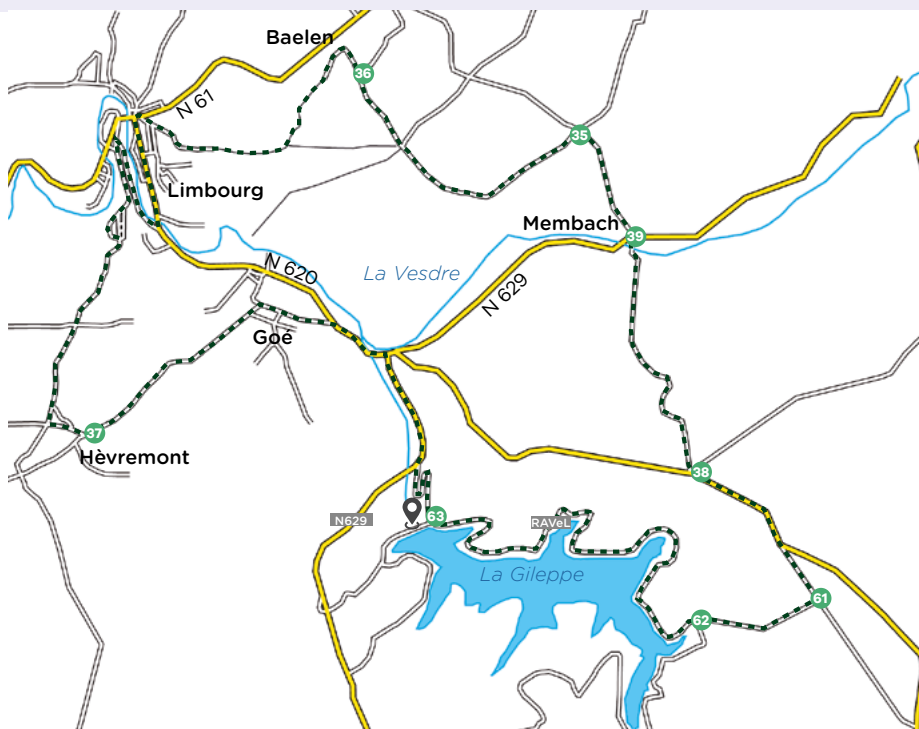 Baelen
36
N 61
35
Limbourg
Membach
39
N 620
La Vesdre
N 629
Goé
37
Hèvremont
38
N629
63
RAVeL
La Gileppe
61
62